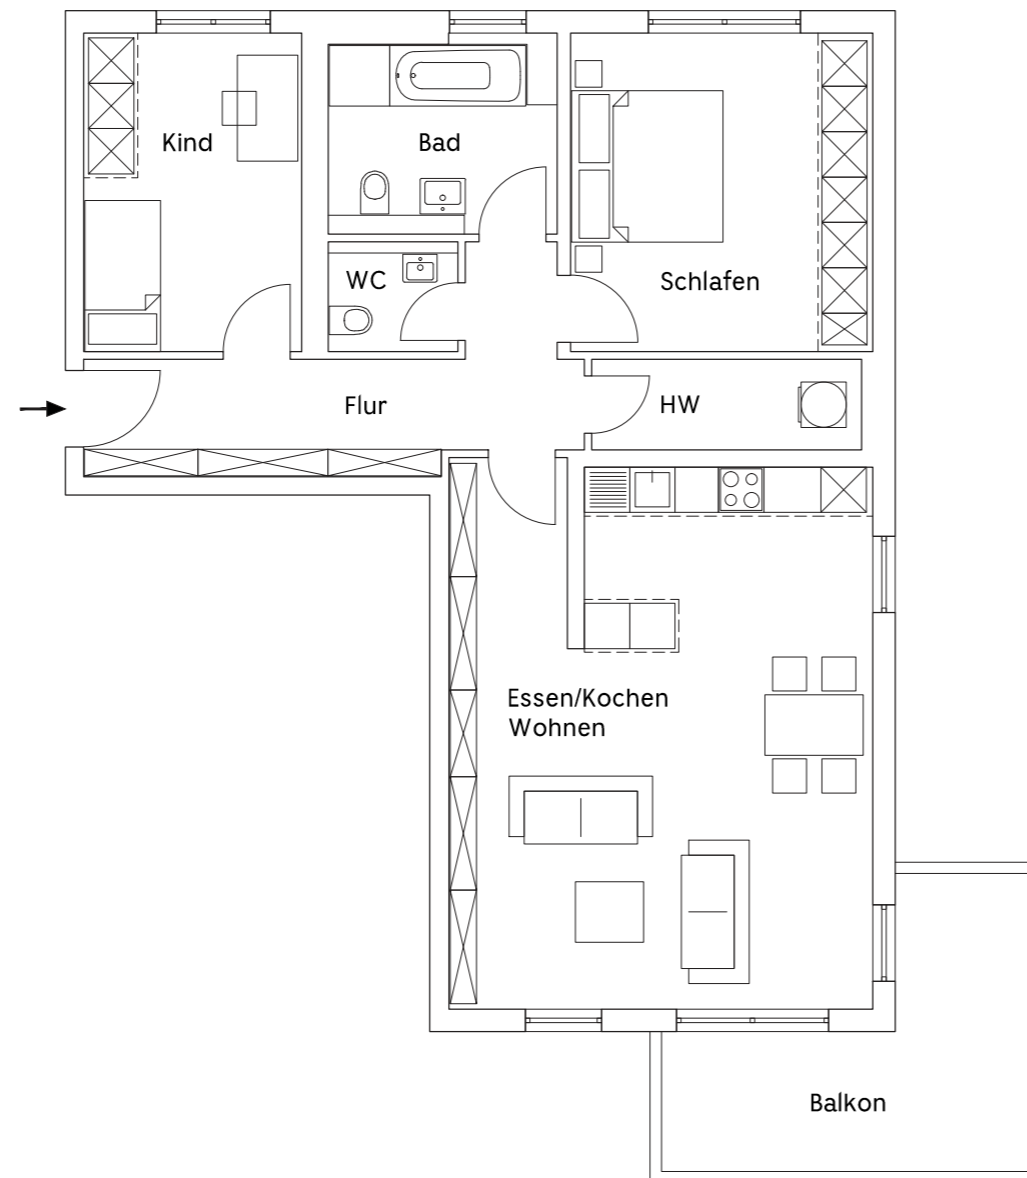 Kind
Bad
WC
Schlafen
Flur
HW
Essen/Kochen
Wohnen
Balkon